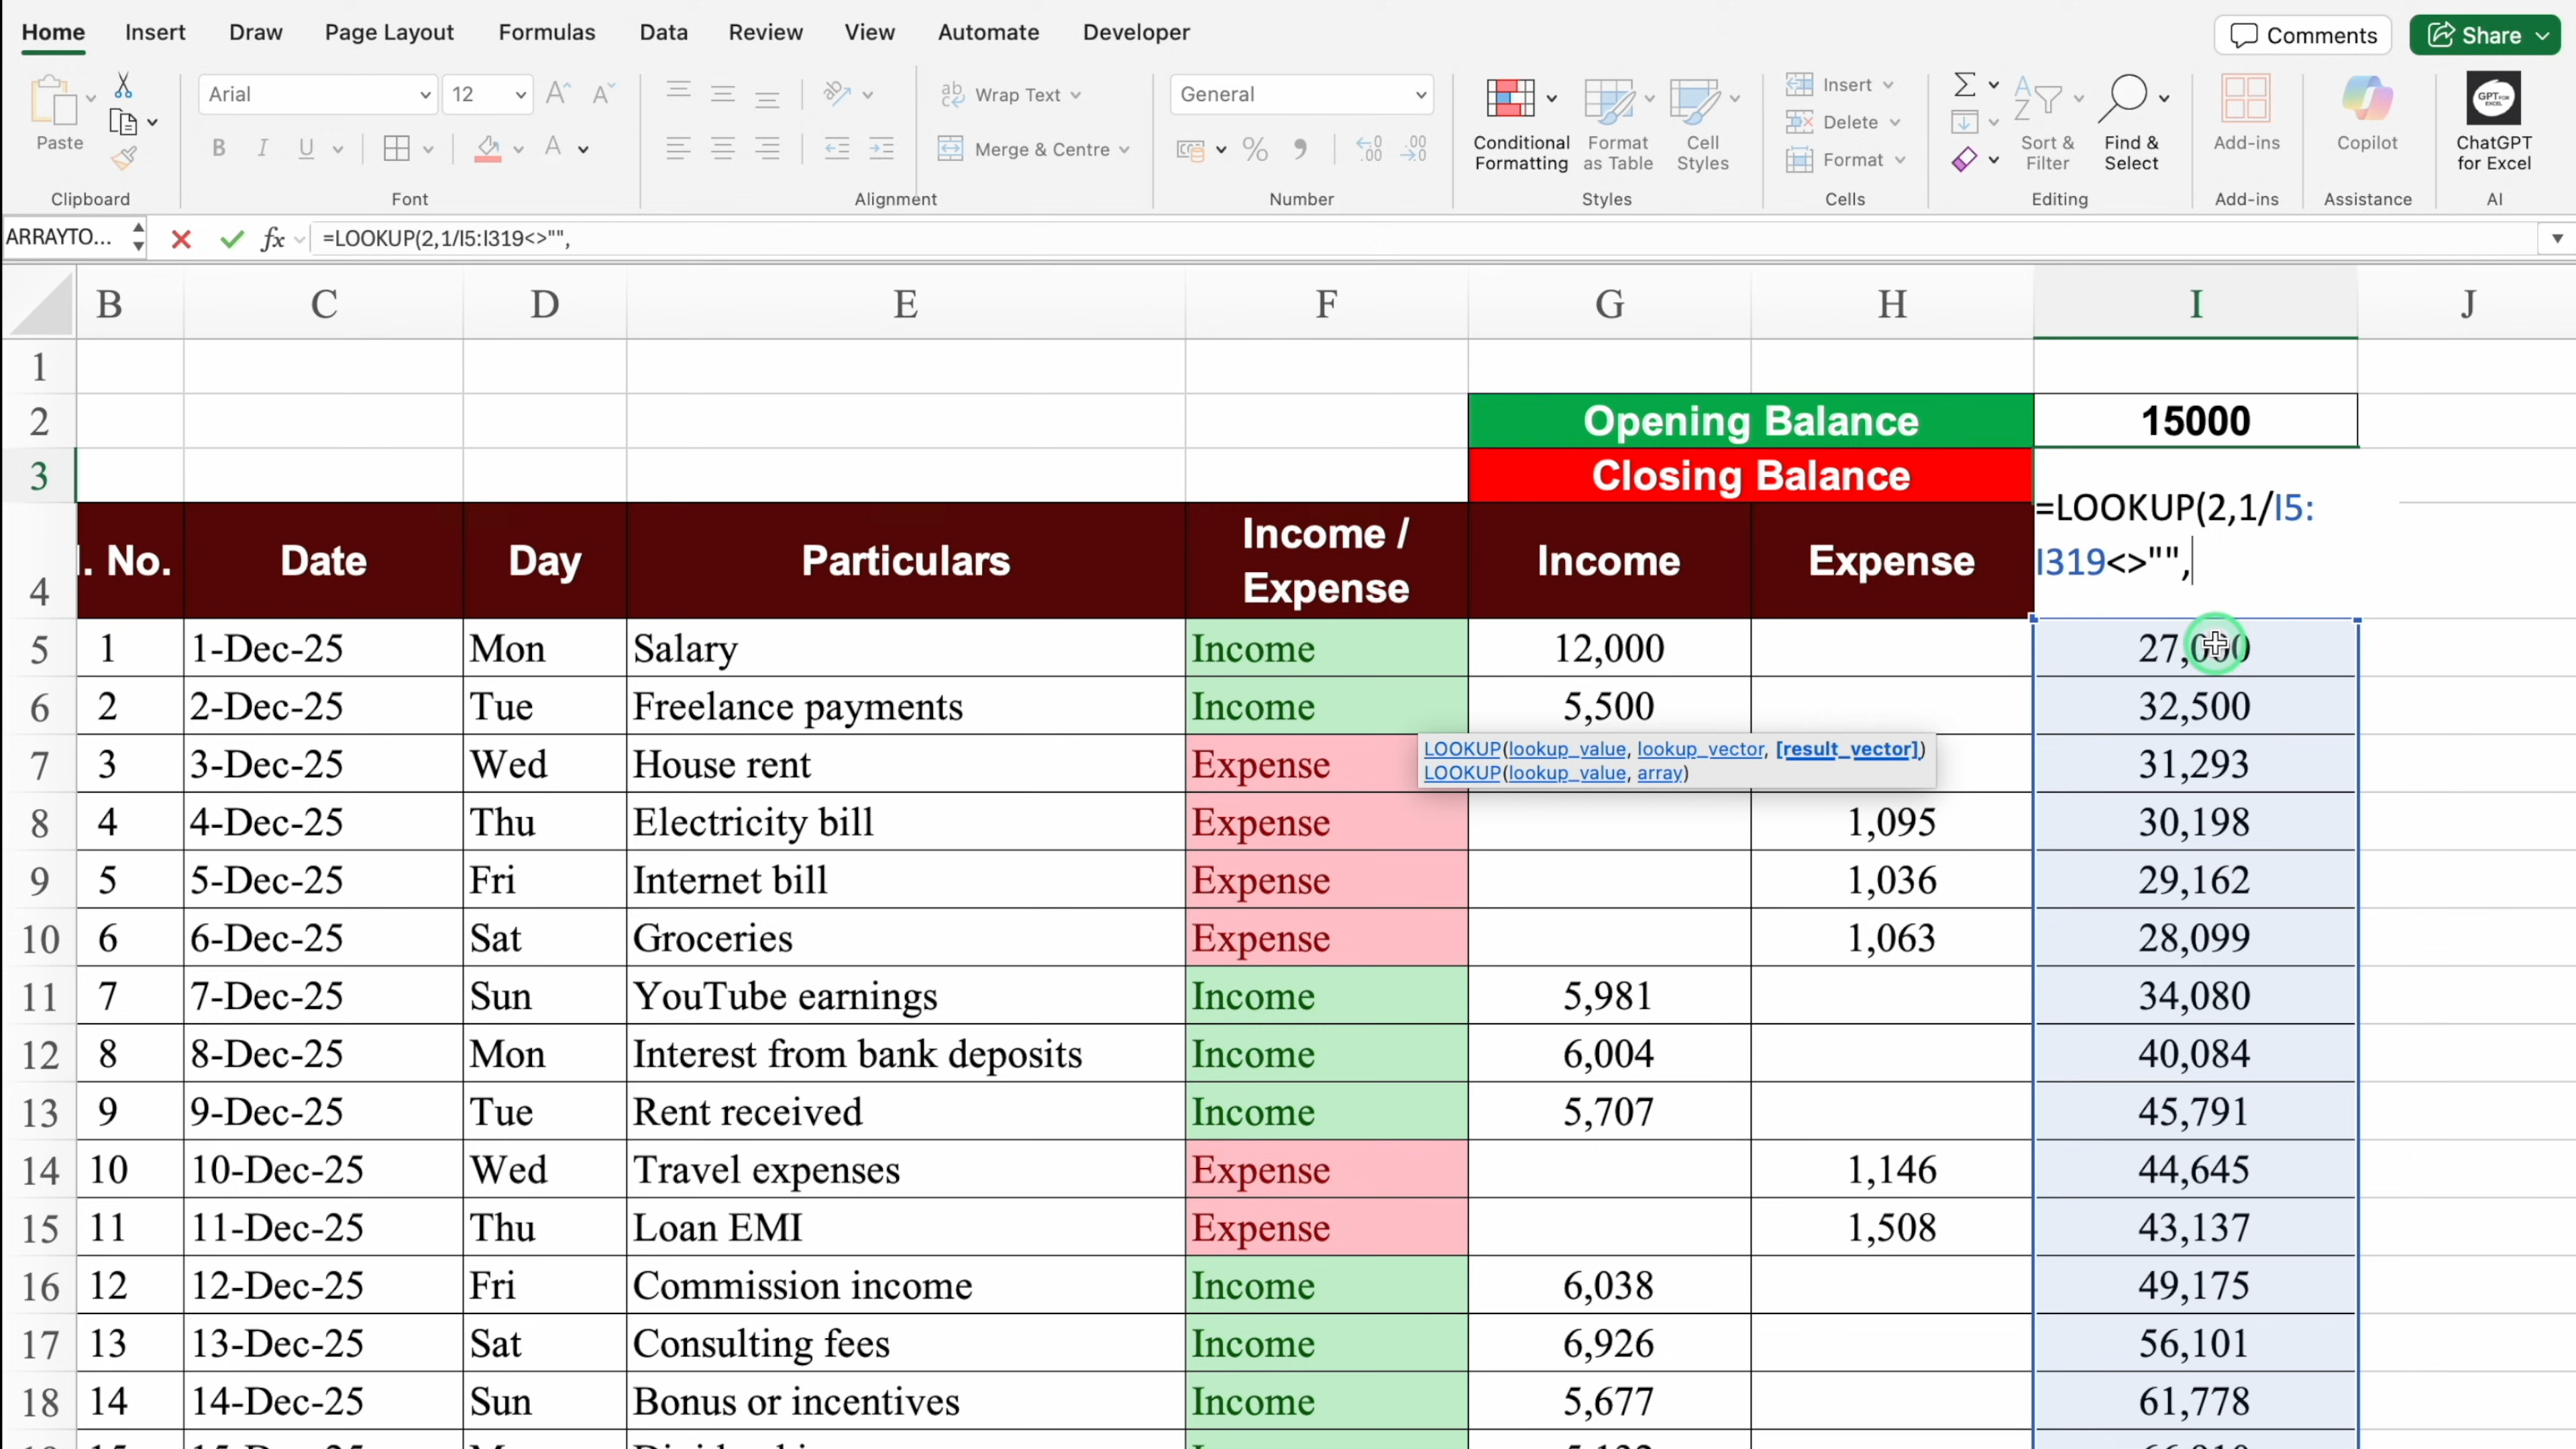 Home Insert Draw Page Layout Formulas Data Review View Automate Developer Comments Share
Paste Arial 12 Wrap Text General Conditional Formatting Format as Table Cell Styles Insert Delete Format Sort & Filter Find & Select Add-ins Copilot ChatGPT for Excel
B I U Merge & Centre
Clipboard Font Alignment Number Styles Cells Editing Add-ins Assistance AI
ARRAYTO... fx =LOOKUP(2,1/I5:I319<>"",
B C D E F G H I J
1
2 Opening Balance 15000
3 Closing Balance
=LOOKUP(2,1/I5:
I319<>"",
4 . No. Date Day Particulars Income / Expense Income Expense
5 1 1-Dec-25 Mon Salary Income 12,000 27,000
6 2 2-Dec-25 Tue Freelance payments Income 5,500 32,500
LOOKUP(lookup_value, lookup_vector, [result_vector])
LOOKUP(lookup_value, array)
7 3 3-Dec-25 Wed House rent Expense 31,293
8 4 4-Dec-25 Thu Electricity bill Expense 1,095 30,198
9 5 5-Dec-25 Fri Internet bill Expense 1,036 29,162
10 6 6-Dec-25 Sat Groceries Expense 1,063 28,099
11 7 7-Dec-25 Sun YouTube earnings Income 5,981 34,080
12 8 8-Dec-25 Mon Interest from bank deposits Income 6,004 40,084
13 9 9-Dec-25 Tue Rent received Income 5,707 45,791
14 10 10-Dec-25 Wed Travel expenses Expense 1,146 44,645
15 11 11-Dec-25 Thu Loan EMI Expense 1,508 43,137
16 12 12-Dec-25 Fri Commission income Income 6,038 49,175
17 13 13-Dec-25 Sat Consulting fees Income 6,926 56,101
18 14 14-Dec-25 Sun Bonus or incentives Income 5,677 61,778